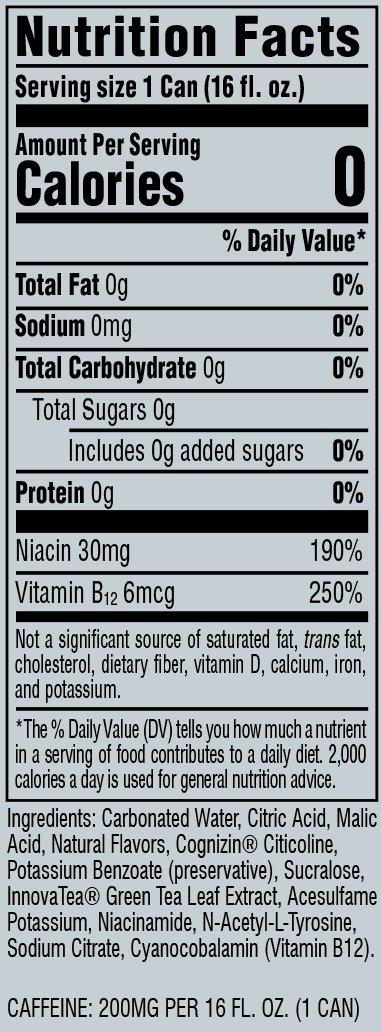 Nutrition Facts
Serving size 1 Can (16 fl. oz.)
Amount Per Serving
Calories 0
% Daily Value*
Total Fat 0g 0%
Sodium 0mg 0%
Total Carbohydrate 0g 0%
Total Sugars 0g
Includes 0g added sugars 0%
Protein 0g 0%
Niacin 30mg 190%
Vitamin B12 6mcg 250%
Not a significant source of saturated fat, trans fat,
cholesterol, dietary fiber, vitamin D, calcium, iron,
and potassium.
*The % Daily Value (DV) tells you how much a nutrient
in a serving of food contributes to a daily diet. 2,000
calories a day is used for general nutrition advice.
Ingredients: Carbonated Water, Citric Acid, Malic
Acid, Natural Flavors, Cognizin® Citicoline,
Potassium Benzoate (preservative), Sucralose,
InnovaTea® Green Tea Leaf Extract, Acesulfame
Potassium, Niacinamide, N-Acetyl-L-Tyrosine,
Sodium Citrate, Cyanocobalamin (Vitamin B12).
CAFFEINE: 200MG PER 16 FL. OZ. (1 CAN)